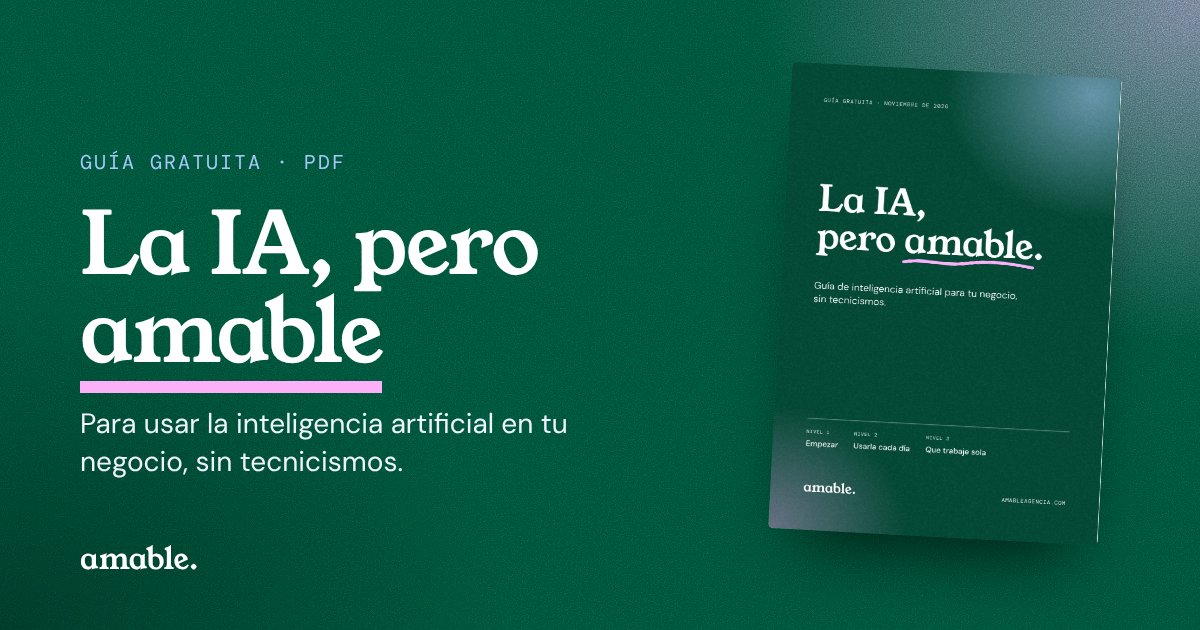 GUÍA GRATUITA · PDF
La IA, pero
amable
Para usar la inteligencia artificial en tu
negocio, sin tecnicismos.
amable.
GUÍA GRATUITA · NOVIEMBRE DE 2026
La IA,
pero amable.
Guía de inteligencia artificial para tu negocio,
sin tecnicismos.
NIVEL 1
Empezar
NIVEL 2
Usarla cada día
NIVEL 3
Que trabaje sola
amable.
AMABLEAGENCIA.COM